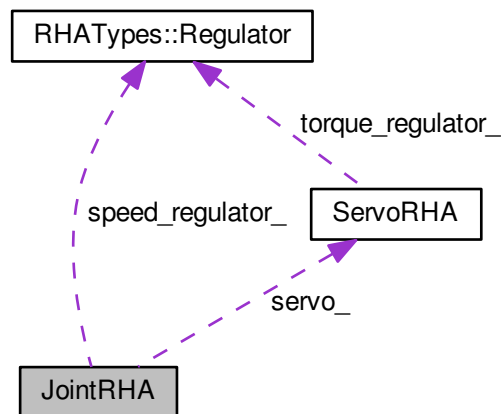 RHATypes::Regulator
torque_regulator_
speed_regulator_
ServoRHA
servo_
JointRHA